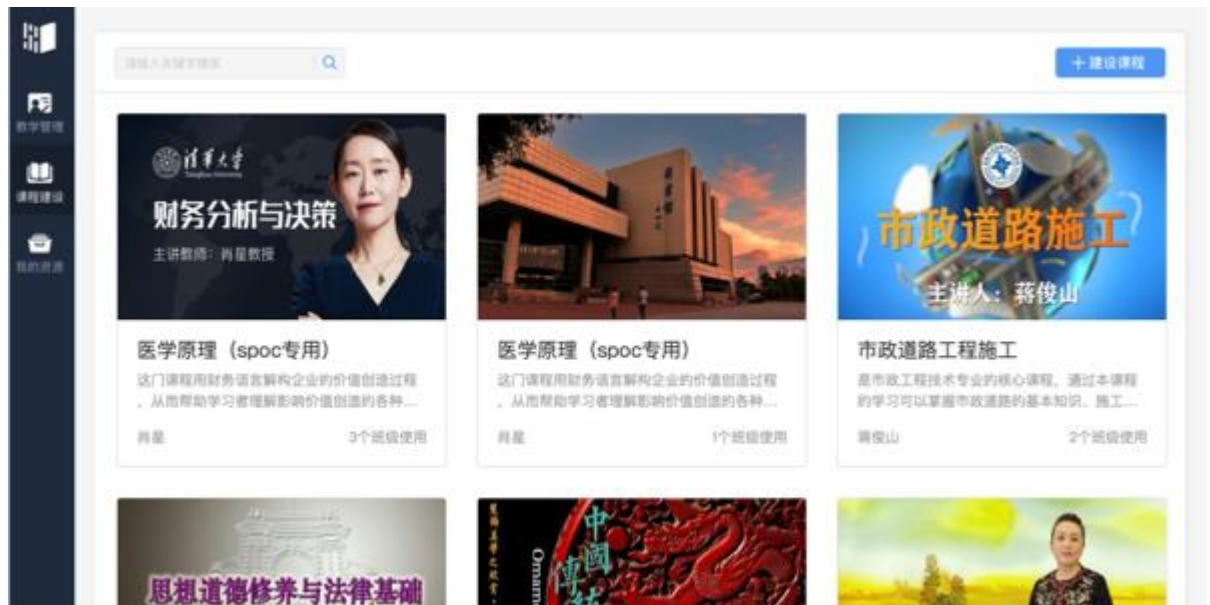 请输入关键字搜索
+ 建设课程
教学管理
课程建设
我的资源
清华大学
Tsinghua University
财务分析与决策
主讲教师：肖星教授
市政道路施工
主讲人：蒋俊山
医学原理（spoc专用）
这门课程用财务语言解构企业的价值创造过程
，从而帮助学习者理解影响价值创造的各种...
肖星
3个班级使用
医学原理（spoc专用）
这门课程用财务语言解构企业的价值创造过程
，从而帮助学习者理解影响价值创造的各种...
肖星
1个班级使用
市政道路工程施工
是市政工程技术专业的核心课程，通过本课程
的学习可以掌握市政道路的基本知识、施工...
蒋俊山
2个班级使用
思想道德修养与法律基础
中國傳統